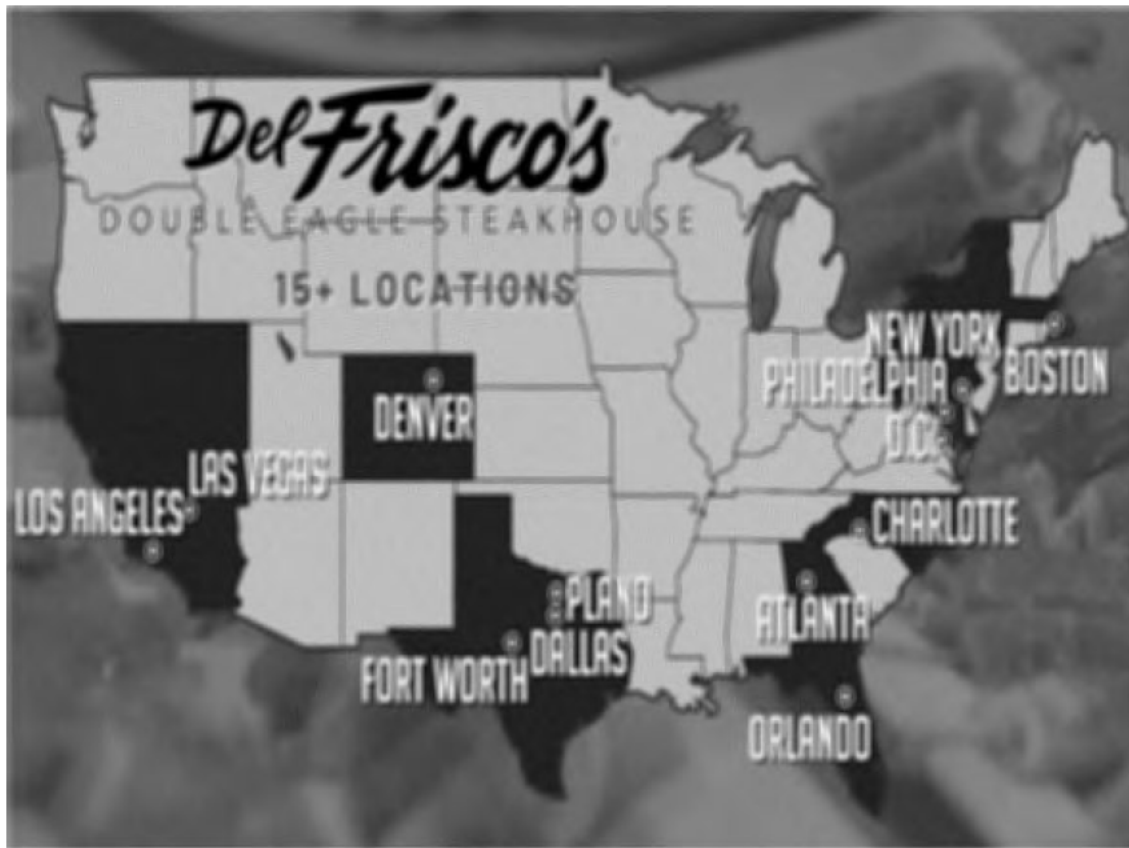 Del Frisco's
DOUBLE EAGLE STEAKHOUSE
15+ LOCATIONS
NEW YORK
PHILADELPHIA
BOSTON
D.C.
DENVER
LAS VEGAS
LOS ANGELES
CHARLOTTE
PLANO
ATLANTA
DALLAS
FORT WORTH
ORLANDO